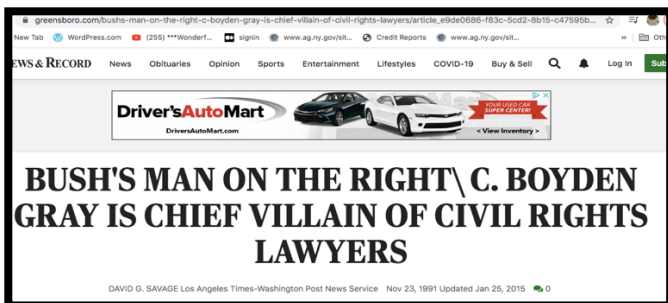 greensboro.com/bushs-man-on-the-right-c-boyden-gray-is-chief-villain-of-civil-rights-lawyers/article_e9de0686-f83c-5cd2-8b15-c47595b...
New Tab WordPress.com (255) ***Wonderf... signin www.ag.ny.gov/sit... Credit Reports www.ag.ny.gov/sit... » Oth
EWS & RECORD News Obituaries Opinion Sports Entertainment Lifestyles COVID-19 Buy & Sell Log In Sub
Driver'sAutoMart
DriversAutoMart.com
YOUR USED CAR
SUPER CENTER!
< View Inventory >
BUSH'S MAN ON THE RIGHT\ C. BOYDEN
GRAY IS CHIEF VILLAIN OF CIVIL RIGHTS
LAWYERS
DAVID G. SAVAGE Los Angeles Times-Washington Post News Service Nov 23, 1991 Updated Jan 25, 2015 0